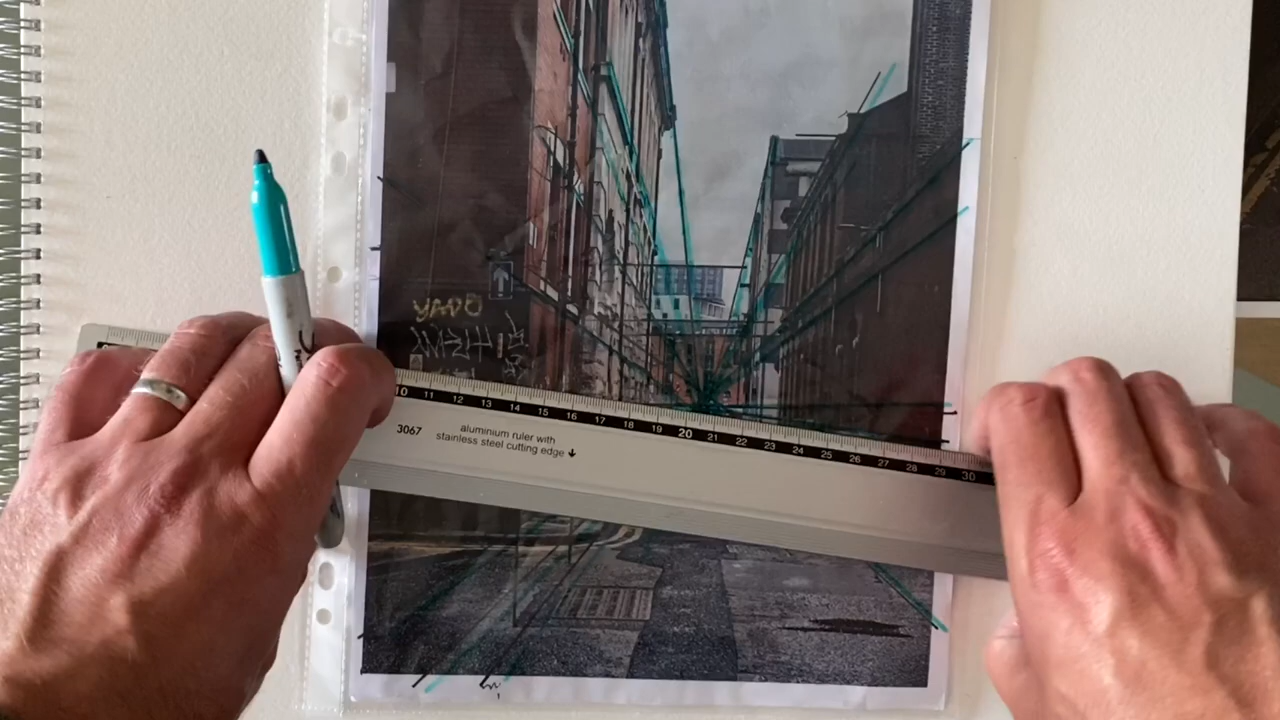 YAMO
10 11 12 13 14 15 16 17 18 19 20 21 22 23 24 25 26 27 28 29 30
3067
aluminium ruler with
stainless steel cutting edge